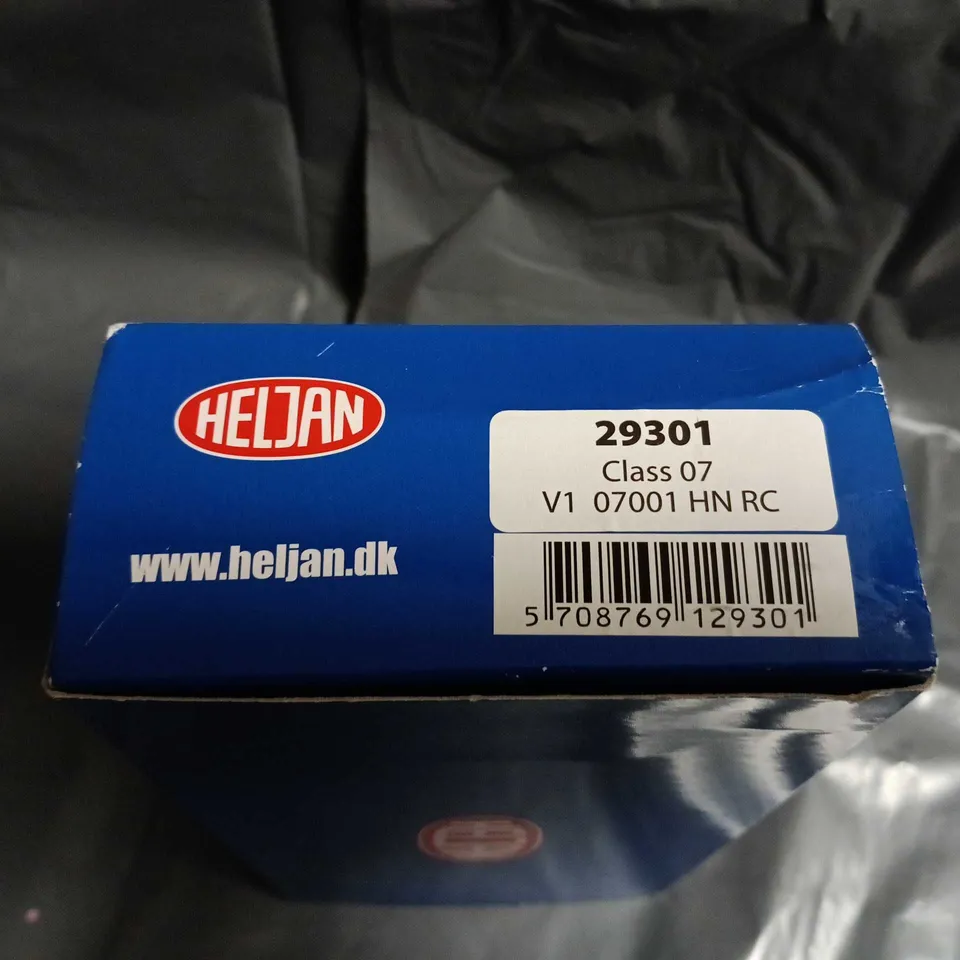 HELJAN
www.heljan.dk
29301
Class 07
V1 07001 HN RC
5 708769 129301